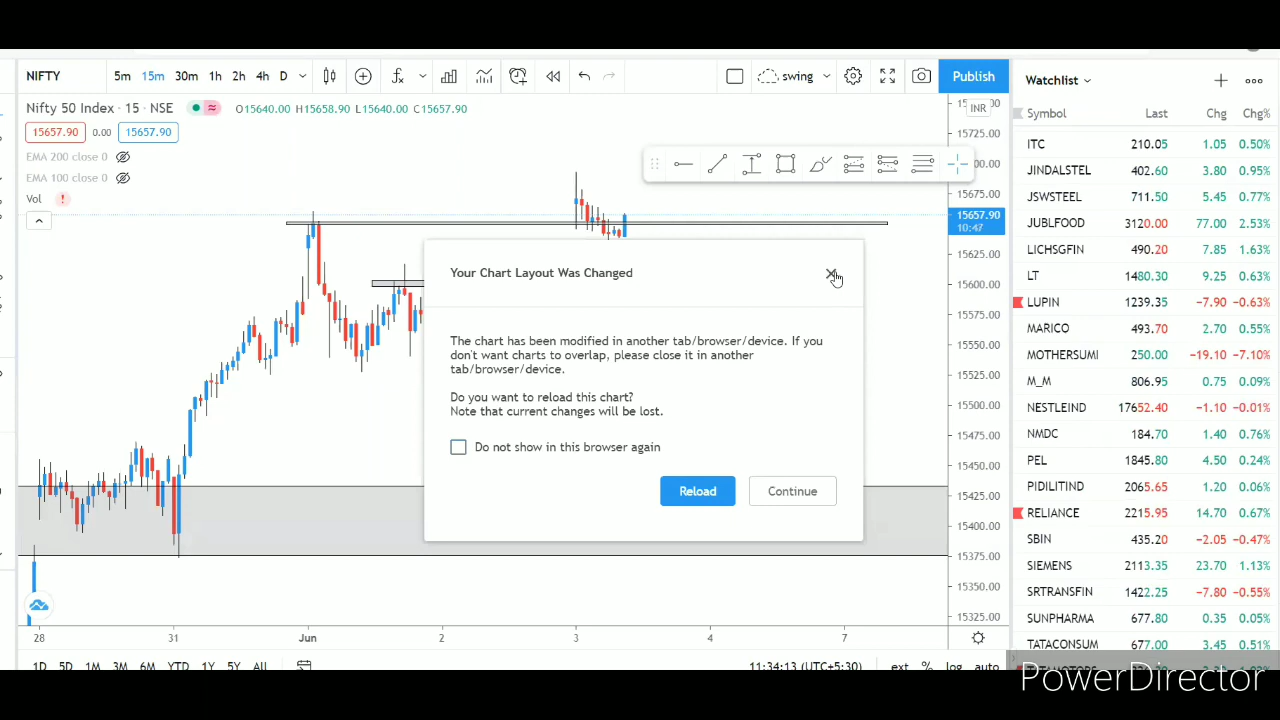 NIFTY 5m 15m 30m 1h 2h 4h D swing Publish
Nifty 50 Index · 15 · NSE O15640.00 H15658.90 L15640.00 C15657.90
15657.90 0.00 15657.90
EMA 200 close 0
EMA 100 close 0
Vol !
INR
15725.00
15675.00
15657.90
10:47
15625.00
15600.00
15575.00
15550.00
15525.00
15500.00
15475.00
15450.00
15425.00
15400.00
15375.00
15350.00
15325.00
Your Chart Layout Was Changed
The chart has been modified in another tab/browser/device. If you
don't want charts to overlap, please close it in another
tab/browser/device.
Do you want to reload this chart?
Note that current changes will be lost.
Do not show in this browser again
Reload Continue
28 31 Jun 2 3 4 7
1D 5D 1M 3M 6M YTD 1Y 5Y All 11:34:13 (UTC+5:30) ext % log auto
Watchlist
Symbol Last Chg Chg%
ITC 210.05 1.05 0.50%
JINDALSTEL 402.60 3.80 0.95%
JSWSTEEL 711.50 5.45 0.77%
JUBLFOOD 3120.00 77.00 2.53%
LICHSGFIN 490.20 7.85 1.63%
LT 1480.30 9.25 0.63%
LUPIN 1239.35 -7.90 -0.63%
MARICO 493.70 2.70 0.55%
MOTHERSUMI 250.00 -19.10 -7.10%
M_M 806.95 0.75 0.09%
NESTLEIND 17652.40 -1.10 -0.01%
NMDC 184.70 1.40 0.76%
PEL 1845.80 4.50 0.24%
PIDILITIND 2065.65 1.20 0.06%
RELIANCE 2215.95 14.70 0.67%
SBIN 435.20 -2.05 -0.47%
SIEMENS 2113.35 23.70 1.13%
SRTRANSFIN 1422.25 -7.80 -0.55%
SUNPHARMA 677.80 0.35 0.05%
TATACONSUM 677.00 3.45 0.51%
PowerDirector